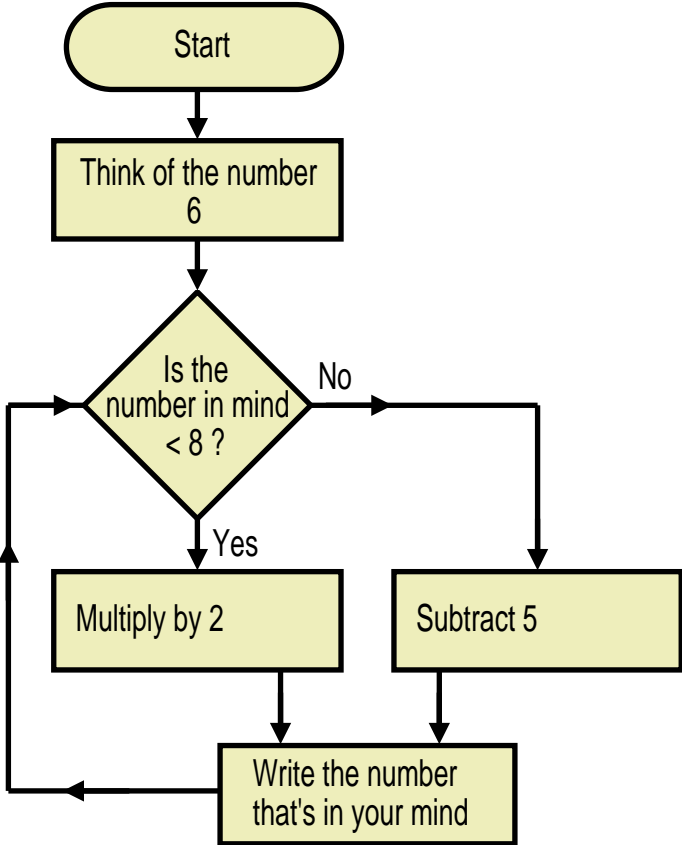 Start
Think of the number
6
Is the
number in mind
< 8 ?
No
Yes
Multiply by 2
Subtract 5
Write the number
that's in your mind